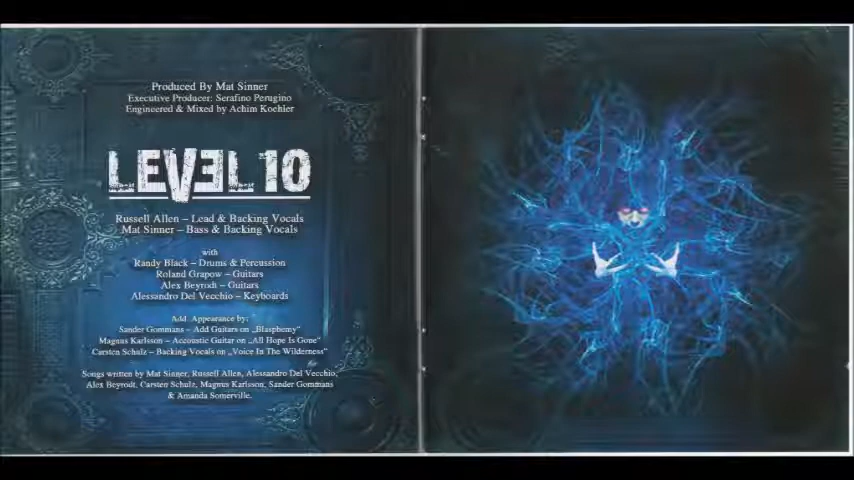 Produced By Mat Sinner
Executive Producer: Serafino Perugino
Engineered & Mixed by Achim Koehler
LEVEL 10
Russell Allen – Lead & Backing Vocals
Mat Sinner – Bass & Backing Vocals
with
Randy Black – Drums & Percussion
Roland Grapow – Guitars
Alex Beyrodt – Guitars
Alessandro Del Vecchio – Keyboards
Add. Appearance by:
Sander Gommans – Add Guitars on „Blasphemy"
Magnus Karlsson – Accoustic Guitar on „All Hope Is Gone"
Carsten Schulz – Backing Vocals on „Voice In The Wilderness"
Songs written by Mat Sinner, Russell Allen, Alessandro Del Vecchio,
Alex Beyrodt, Carsten Schulz, Magnus Karlsson, Sander Gommans
& Amanda Somerville.